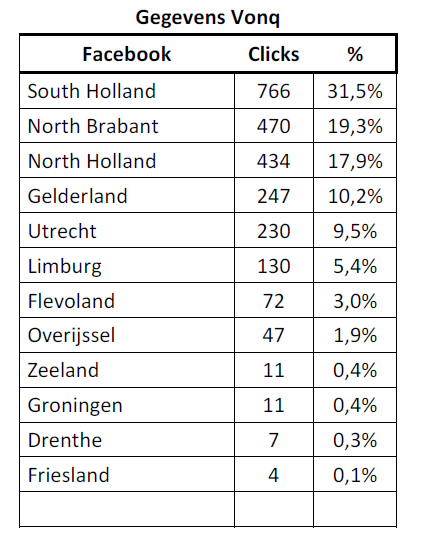 Gegevens Vonq
Facebook Clicks %
South Holland 766 31,5%
North Brabant 470 19,3%
North Holland 434 17,9%
Gelderland 247 10,2%
Utrecht 230 9,5%
Limburg 130 5,4%
Flevoland 72 3,0%
Overijssel 47 1,9%
Zeeland 11 0,4%
Groningen 11 0,4%
Drenthe 7 0,3%
Friesland 4 0,1%